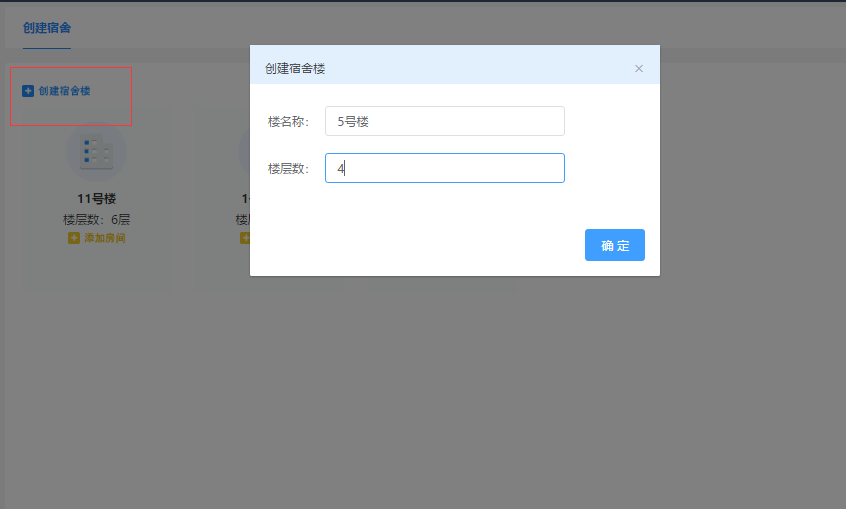 创建宿舍
创建宿舍楼
×
创建宿舍楼
楼名称: 5号楼
楼层数: 4
确 定
11号楼
楼层数：6层
添加房间
1
楼